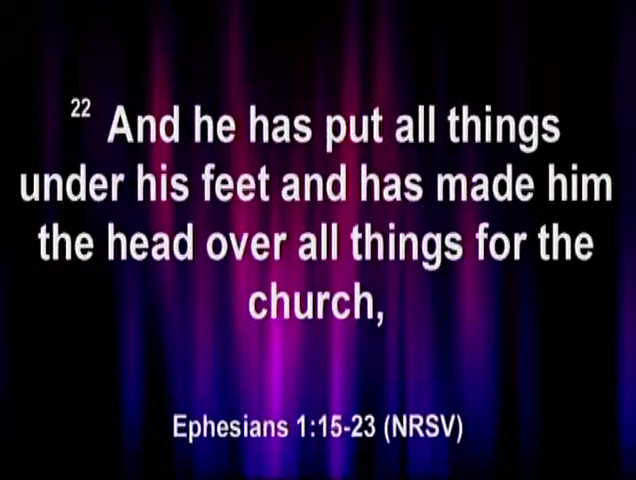 22 And he has put all things
under his feet and has made him
the head over all things for the
church,
Ephesians 1:15-23 (NRSV)